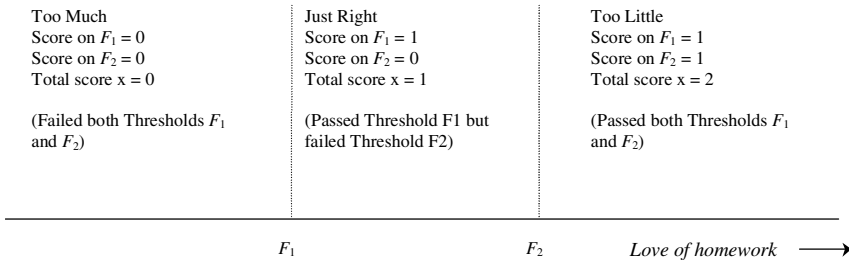 Too Much
Score on F1 = 0
Score on F2 = 0
Total score x = 0
(Failed both Thresholds F1
and F2)
Just Right
Score on F1 = 1
Score on F2 = 0
Total score x = 1
(Passed Threshold F1 but
failed Threshold F2)
Too Little
Score on F1 = 1
Score on F2 = 1
Total score x = 2
(Passed both Thresholds F1
and F2)
F1
F2
Love of homework